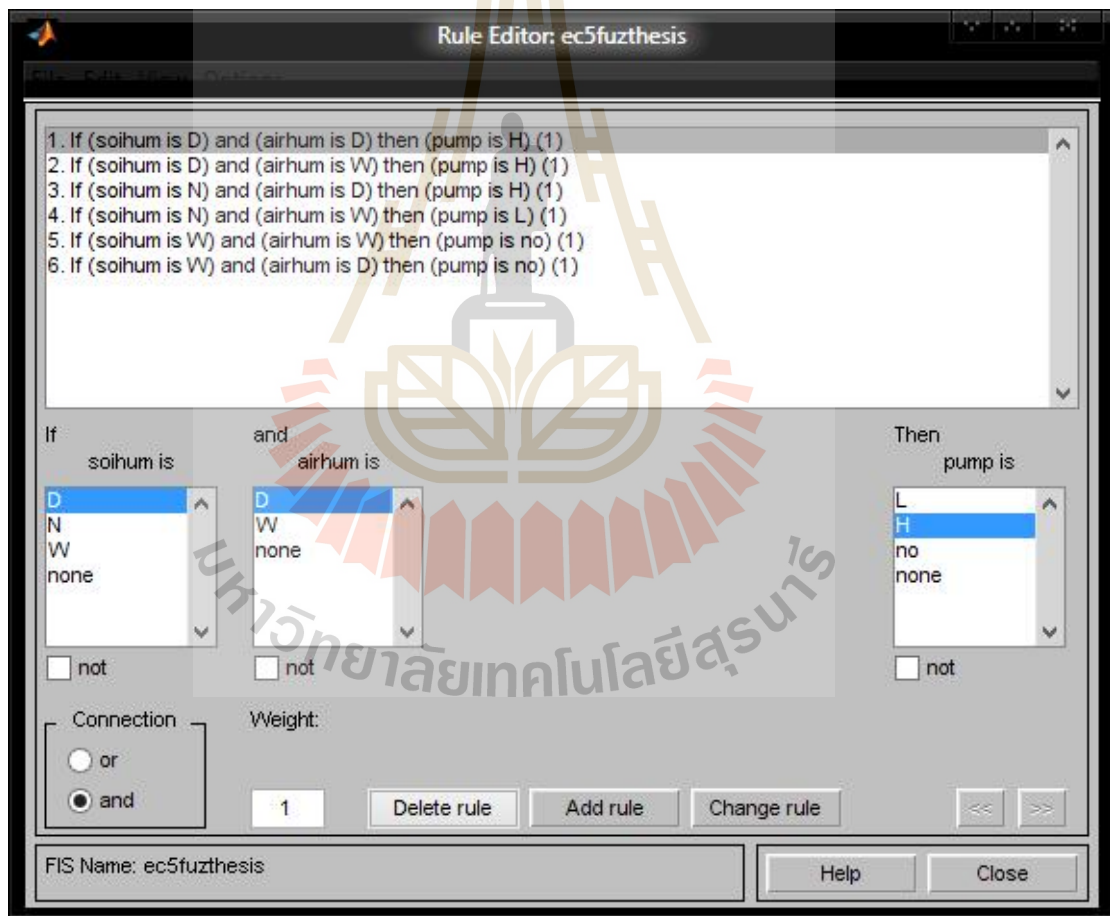 Rule Editor: ec5fuzthesis
File Edit View Options
1. If (soihum is D) and (airhum is D) then (pump is H) (1)
2. If (soihum is D) and (airhum is W) then (pump is H) (1)
3. If (soihum is N) and (airhum is D) then (pump is H) (1)
4. If (soihum is N) and (airhum is W) then (pump is L) (1)
5. If (soihum is W) and (airhum is W) then (pump is no) (1)
6. If (soihum is W) and (airhum is D) then (pump is no) (1)
If and Then
soihum is airhum is pump is
D D L
N W H
W none no
none none
not not not
มหาวิทยาลัยเทคโนโลยีสุรนารี
Connection Weight:
or
and 1 Delete rule Add rule Change rule << >>
FIS Name: ec5fuzthesis Help Close